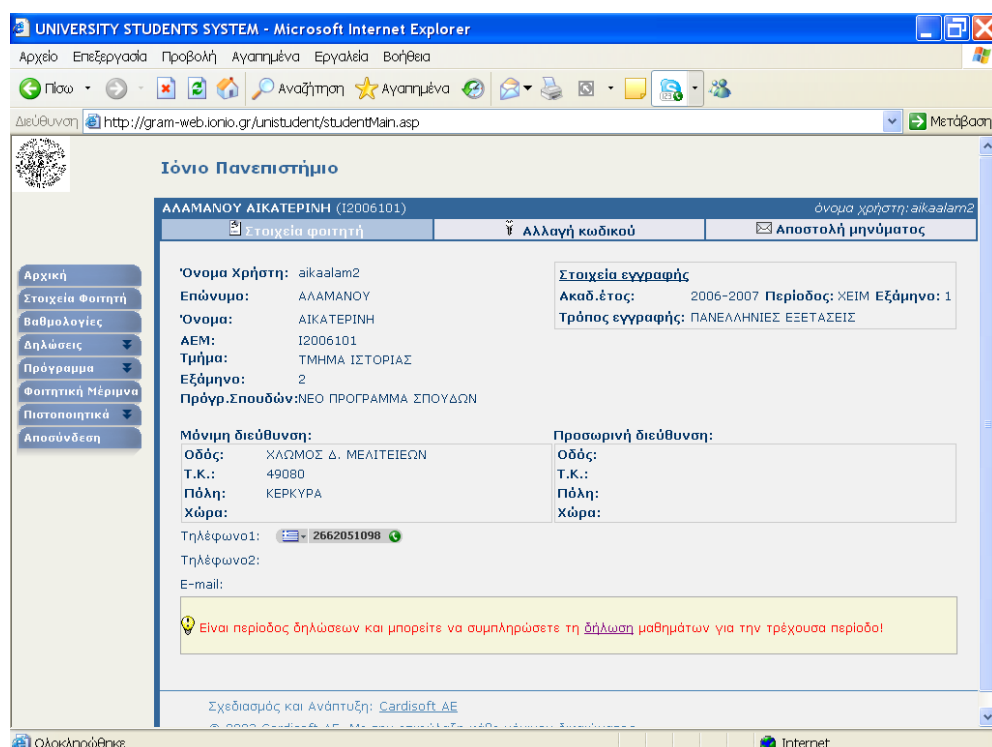 UNIVERSITY STUDENTS SYSTEM - Microsoft Internet Explorer
Αρχείο Επεξεργασία Προβολή Αγαπημένα Εργαλεία Βοήθεια
Πίσω Αναζήτηση Αγαπημένα
Διεύθυνση http://gram-web.ionio.gr/unistudent/studentMain.asp Μετάβαση
Ιόνιο Πανεπιστήμιο
ΑΛΑΜΑΝΟΥ ΑΙΚΑΤΕΡΙΝΗ (Ι2006101) όνομα χρήστη: aikaalam2
Στοιχεία φοιτητή Αλλαγή κωδικού Αποστολή μηνύματος
Αρχική
Στοιχεία Φοιτητή
Βαθμολογίες
Δηλώσεις
Πρόγραμμα
Φοιτητική Μέριμνα
Πιστοποιητικά
Αποσύνδεση
Όνομα Χρήστη: aikaalam2
Επώνυμο: ΑΛΑΜΑΝΟΥ
Όνομα: ΑΙΚΑΤΕΡΙΝΗ
ΑΕΜ: Ι2006101
Τμήμα: ΤΜΗΜΑ ΙΣΤΟΡΙΑΣ
Εξάμηνο: 2
Πρόγρ.Σπουδών:ΝΕΟ ΠΡΟΓΡΑΜΜΑ ΣΠΟΥΔΩΝ
Στοιχεία εγγραφής
Ακαδ.έτος: 2006-2007 Περίοδος: ΧΕΙΜ Εξάμηνο: 1
Τρόπος εγγραφής: ΠΑΝΕΛΛΗΝΙΕΣ ΕΞΕΤΑΣΕΙΣ
Μόνιμη διεύθυνση:
Οδός: ΧΛΩΜΟΣ Δ. ΜΕΛΙΤΕΙΕΩΝ
Τ.Κ.: 49080
Πόλη: ΚΕΡΚΥΡΑ
Χώρα:
Προσωρινή διεύθυνση:
Οδός:
Τ.Κ.:
Πόλη:
Χώρα:
Τηλέφωνο1: 2662051098
Τηλέφωνο2:
E-mail:
Είναι περίοδος δηλώσεων και μπορείτε να συμπληρώσετε τη δήλωση μαθημάτων για την τρέχουσα περίοδο!
Σχεδιασμός και Ανάπτυξη: Cardisoft AE
Ολοκληρώθηκε Internet